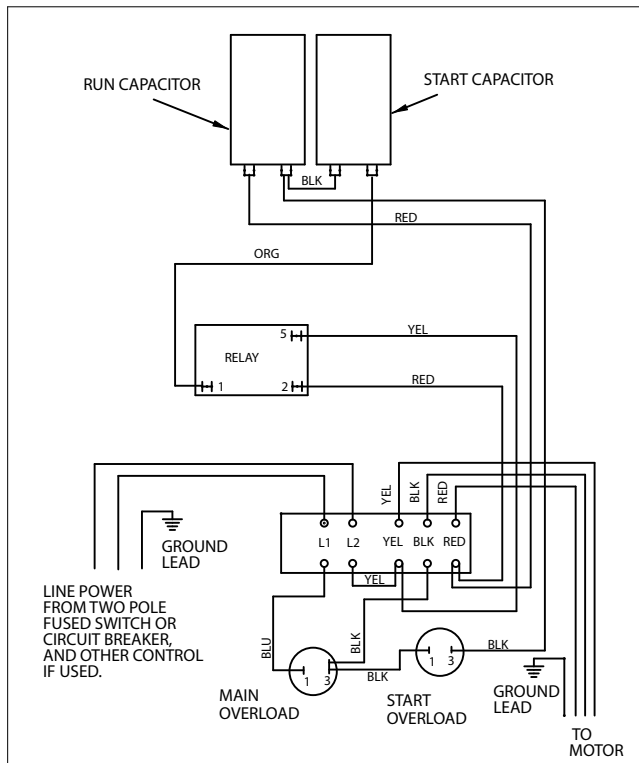 RUN CAPACITOR
START CAPACITOR
BLK
RED
ORG
5
YEL
RELAY
1
2
RED
YEL
BLK
RED
GROUND
LEAD
L1
L2
YEL
BLK
RED
YEL
LINE POWER
FROM TWO POLE
FUSED SWITCH OR
CIRCUIT BREAKER,
AND OTHER CONTROL
IF USED.
BLU
BLK
1
3
BLK
1
3
BLK
MAIN
OVERLOAD
START
OVERLOAD
GROUND
LEAD
TO
MOTOR